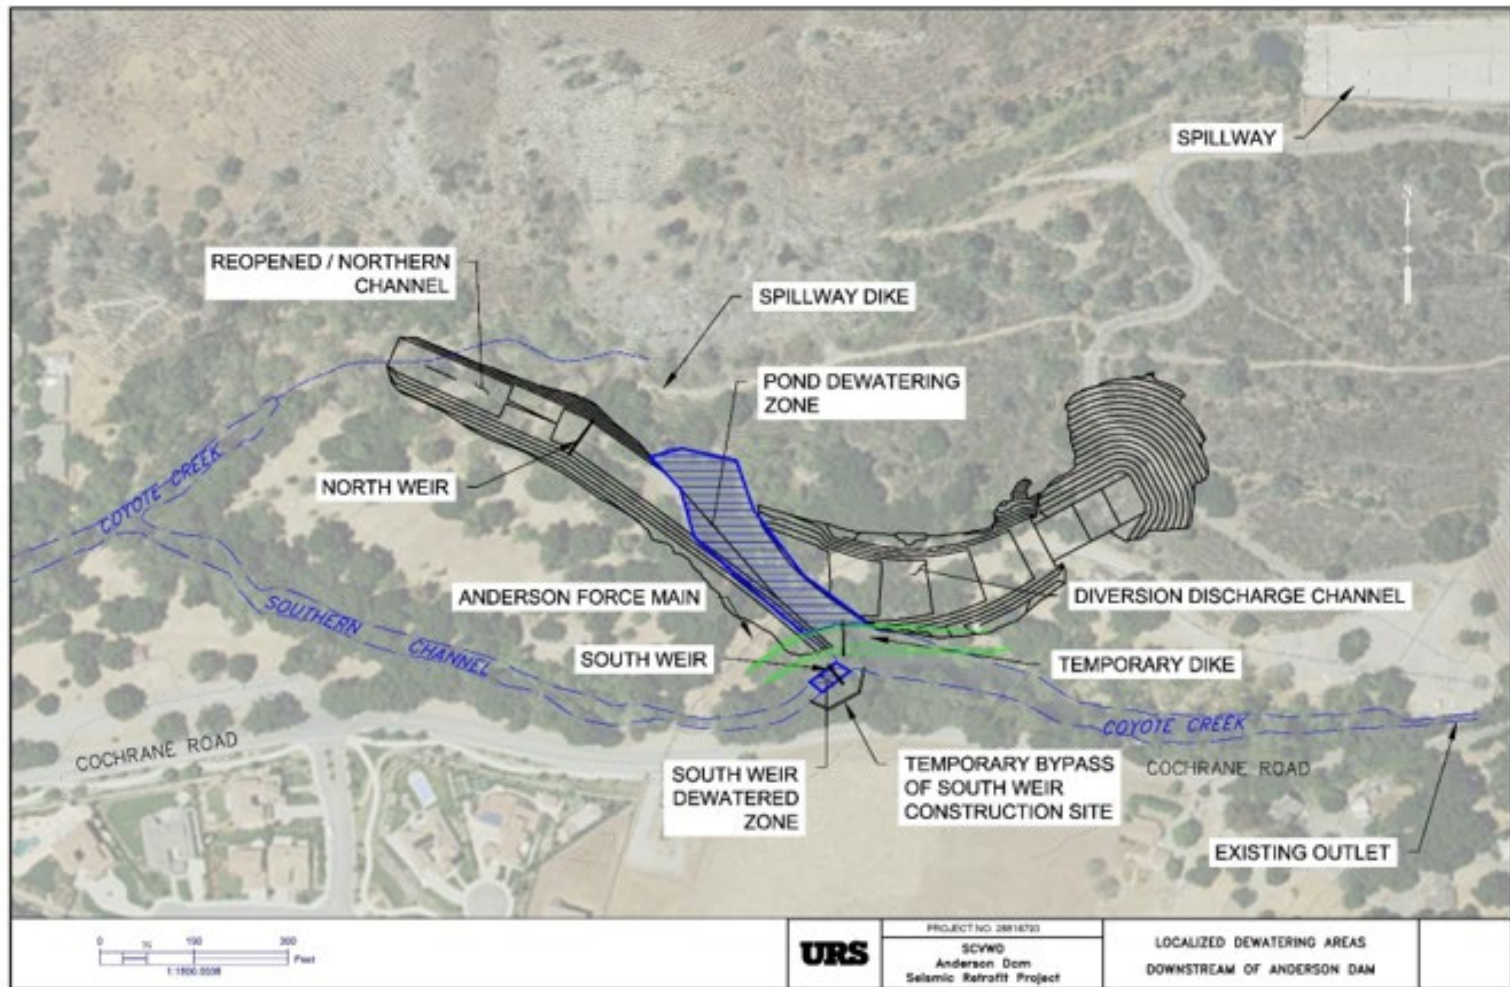 SPILLWAY
REOPENED / NORTHERN
CHANNEL
SPILLWAY DIKE
POND DEWATERING
ZONE
NORTH WEIR
COYOTE CREEK
ANDERSON FORCE MAIN
DIVERSION DISCHARGE CHANNEL
SOUTHERN CHANNEL
SOUTH WEIR
TEMPORARY DIKE
COYOTE CREEK
COCHRANE ROAD
COCHRANE ROAD
SOUTH WEIR
DEWATERED
ZONE
TEMPORARY BYPASS
OF SOUTH WEIR
CONSTRUCTION SITE
EXISTING OUTLET
0
300
Feet
URS
PROJECT NO.
SCVWD
Anderson Dam
Seismic Retrofit Project
LOCALIZED DEWATERING AREAS
DOWNSTREAM OF ANDERSON DAM